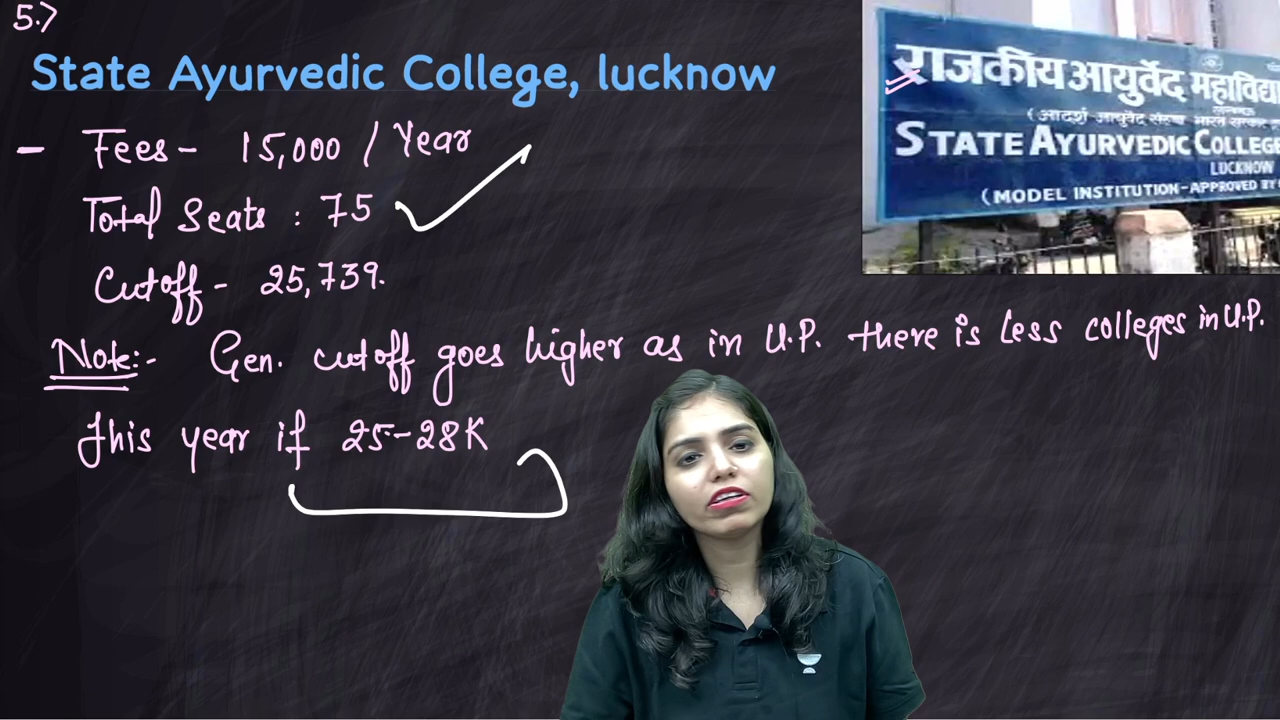 5.>
State Ayurvedic College, lucknow
- Fees - 15,000 / Year
Total Seats : 75
Cutoff - 25,739.
Note:- Gen. cutoff goes higher as in U.P. there is less colleges in U.P.
This year if 25-28K
राजकीय आयुर्वेद महाविद्या
लखनऊ
STATE AYURVEDIC COLLEGE
LUCKNOW
(MODEL INSTITUTION-APPROVED BY